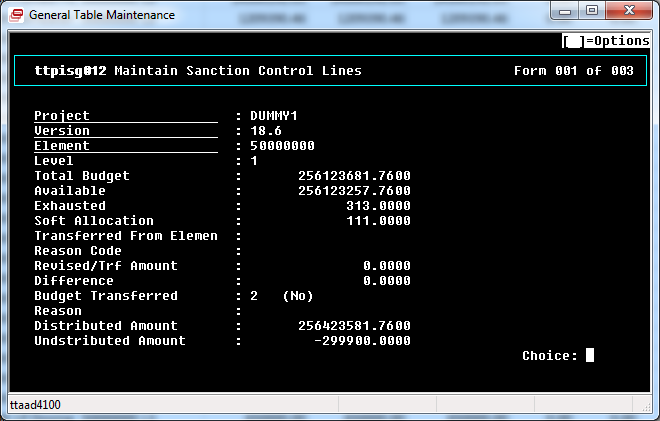 General Table Maintenance
[ ]=Options
ttpisg012 Maintain Sanction Control Lines Form 001 of 003
Project : DUMMY1
Version : 18.6
Element : 50000000
Level : 1
Total Budget : 256123681.7600
Available : 256123257.7600
Exhausted : 313.0000
Soft Allocation : 111.0000
Transferred From Elemen :
Reason Code :
Revised/Trf Amount : 0.0000
Difference : 0.0000
Budget Transferred : 2 (No)
Reason :
Distributed Amount : 256423581.7600
Undstributed Amount : -299900.0000
Choice:
ttaad4100